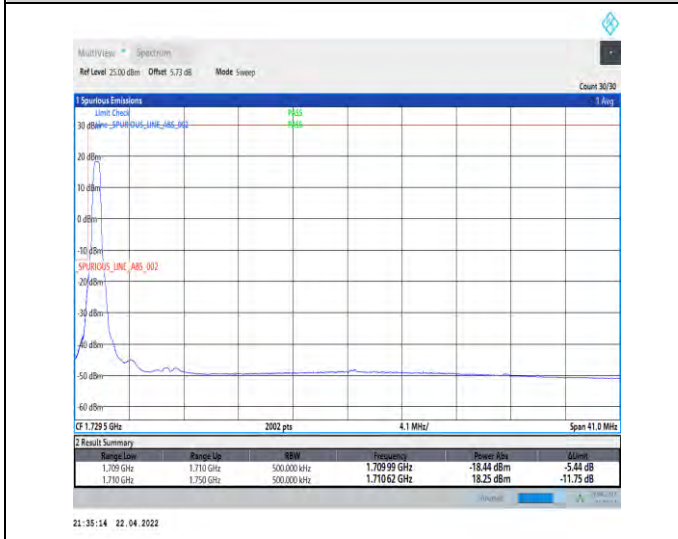 MultiView Spectrum
Ref Level 25.00 dBm Offset 5.73 dB Mode Sweep
Count 30/30
1 Spurious Emissions 1 Avg
Limit Check PASS
30 dBm Line _SPURIOUS_LINE_ABS_002 PASS
20 dBm
10 dBm
0 dBm
-10 dBm
_SPURIOUS_LINE_ABS_002
-20 dBm
-30 dBm
-40 dBm
-50 dBm
-60 dBm
CF 1.729 5 GHz 2002 pts 4.1 MHz/ Span 41.0 MHz
2 Result Summary
Range Low Range Up RBW Frequency Power Abs ΔLimit
1.709 GHz 1.710 GHz 500.000 kHz 1.709 99 GHz -18.44 dBm -5.44 dB
1.710 GHz 1.750 GHz 500.000 kHz 1.710 62 GHz 18.25 dBm -11.75 dB
21:35:14 22.04.2022